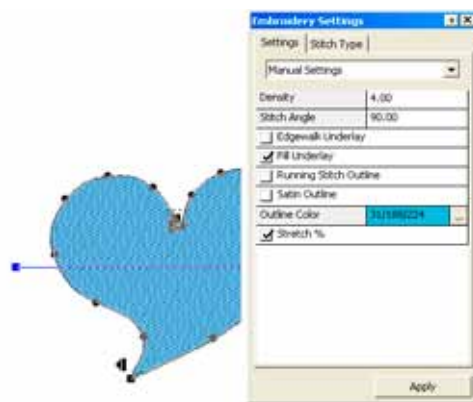 Embroidery Settings
Settings Stitch Type
Manual Settings
Density 4.00
Stitch Angle 90.00
Edgewalk Underlay
Fill Underlay
Running Stitch Outline
Satin Outline
Outline Color
Stretch %
Apply